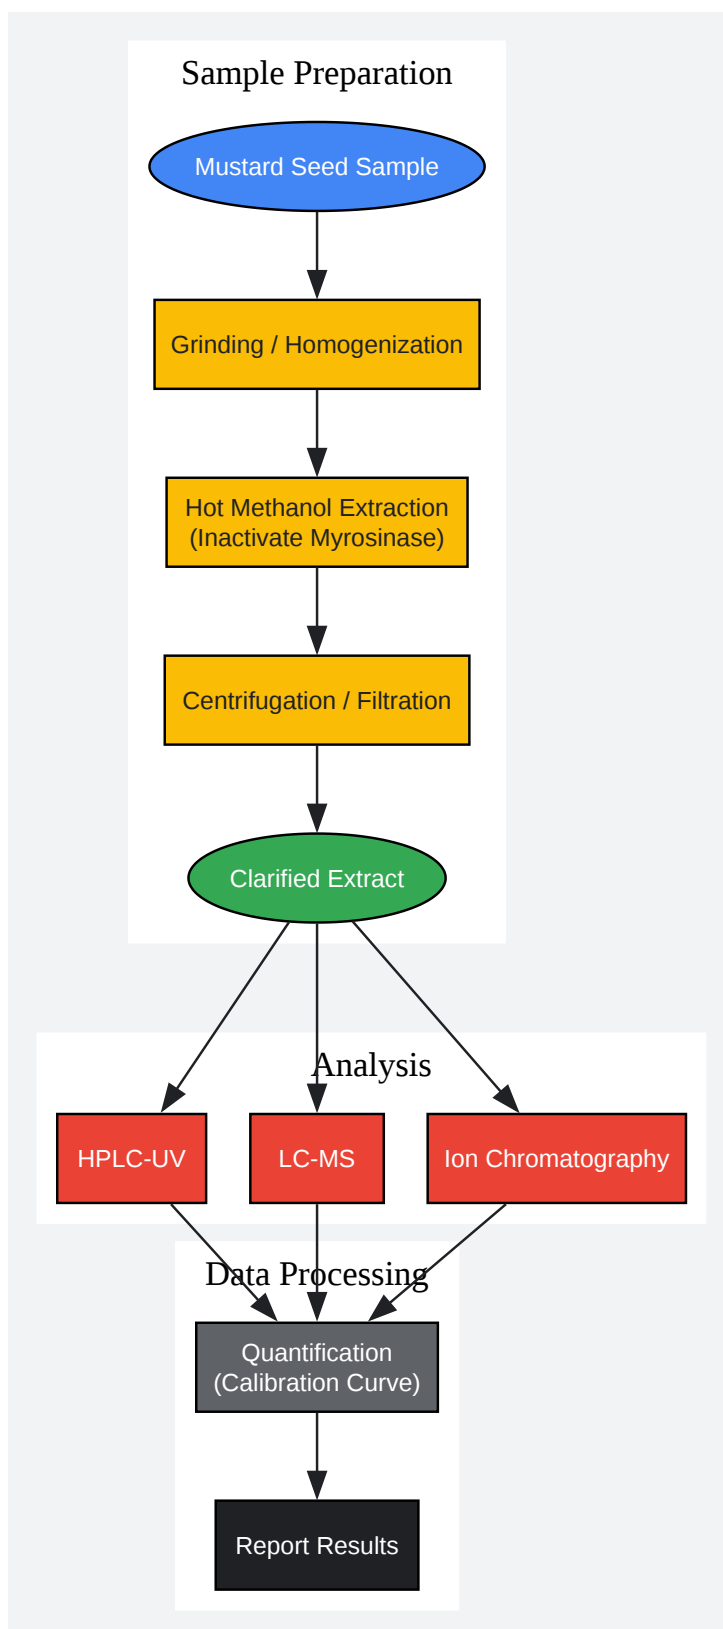 Sample Preparation
Mustard Seed Sample
Grinding / Homogenization
Hot Methanol Extraction
(Inactivate Myrosinase)
Centrifugation / Filtration
Clarified Extract
Analysis
HPLC-UV
LC-MS
Ion Chromatography
Data Processing
Quantification
(Calibration Curve)
Report Results